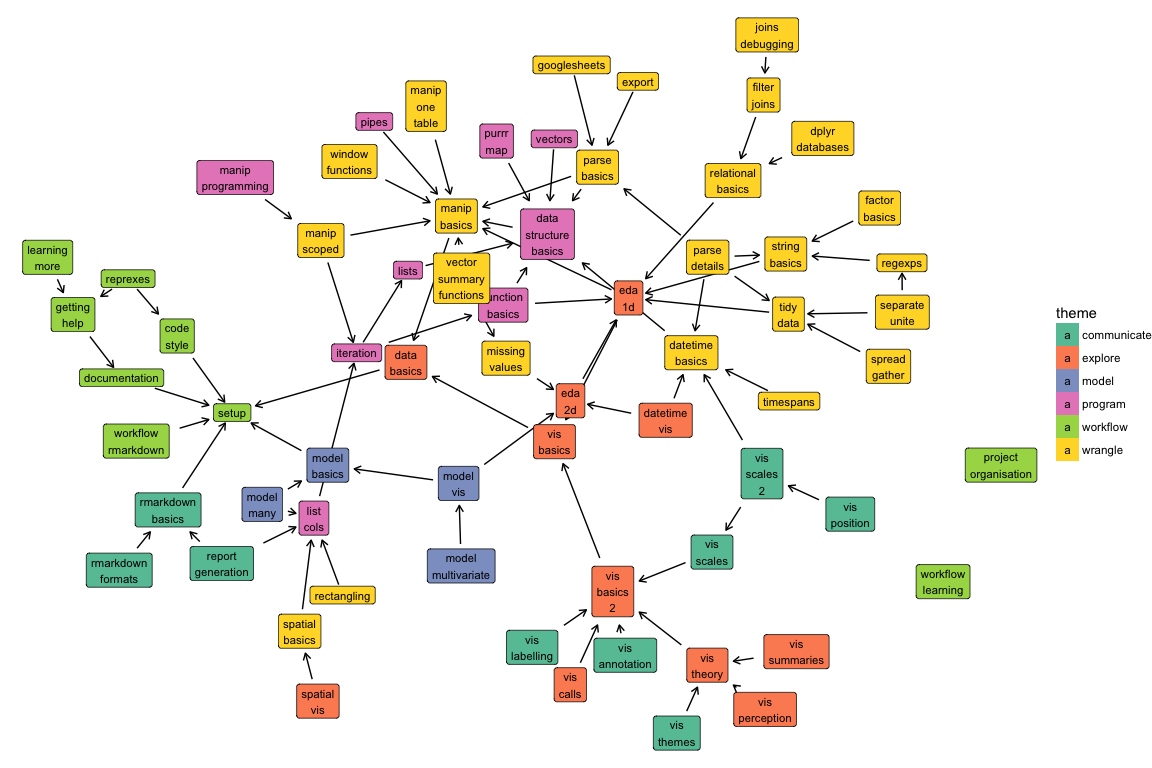 joins
debugging
googlesheets
export
manip
one
table
filter
joins
pipes
purrr
map
vectors
dplyr
databases
window
functions
parse
basics
manip
programming
relational
basics
factor
basics
manip
basics
data
structure
basics
manip
scoped
learning
more
parse
details
string
basics
regexps
lists
reprexes
vector
summary
functions
unction
basics
eda
1d
getting
help
code
style
tidy
data
separate
unite
iteration
data
basics
missing
values
datetime
basics
spread
gather
documentation
eda
2d
timespans
setup
datetime
vis
workflow
rmarkdown
vis
basics
model
basics
model
vis
vis
scales
2
project
organisation
rmarkdown
basics
model
many
list
cols
vis
position
rmarkdown
formats
report
generation
model
multivariate
vis
scales
workflow
learning
rectangling
vis
basics
2
spatial
basics
vis
labelling
vis
annotation
vis
theory
vis
summaries
spatial
vis
vis
calls
vis
perception
vis
themes
theme
a communicate
a explore
a model
a program
a workflow
a wrangle